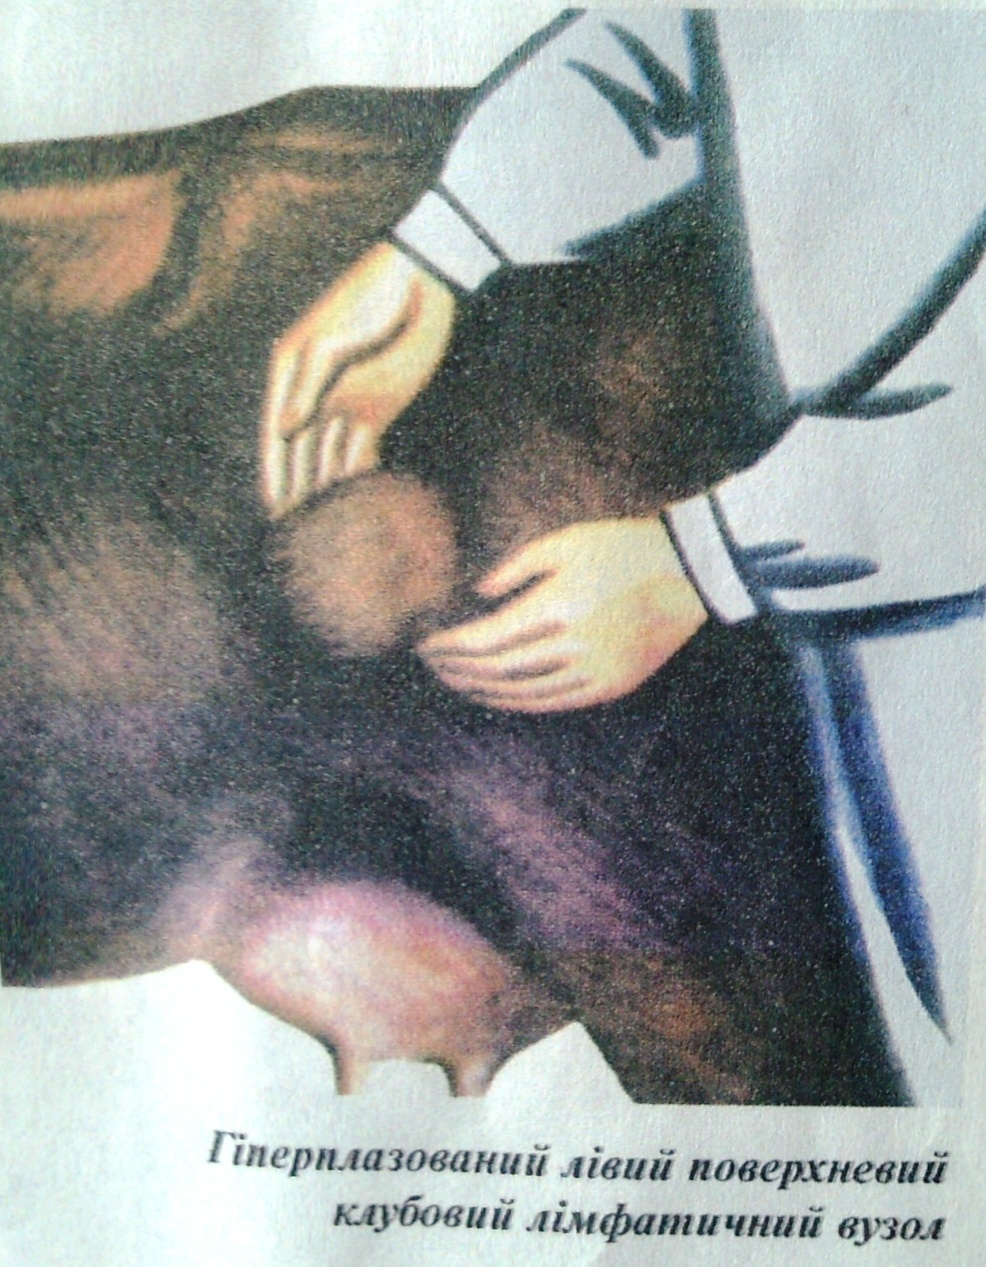 Гіперплазований лівий поверхневий
клубовий лімфатичний вузол